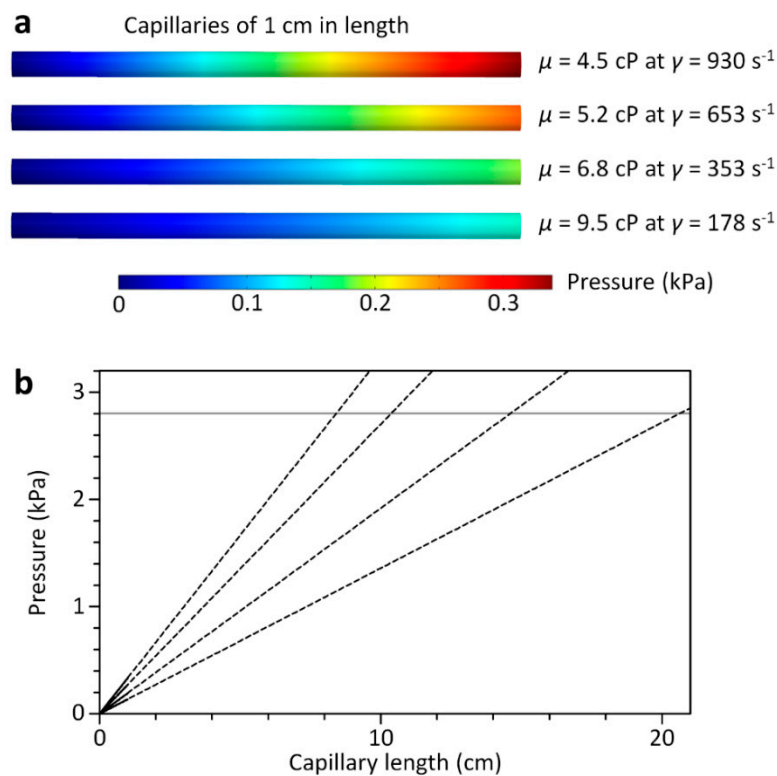 a
Capillaries of 1 cm in length
μ = 4.5 cP at γ = 930 s⁻¹
μ = 5.2 cP at γ = 653 s⁻¹
μ = 6.8 cP at γ = 353 s⁻¹
μ = 9.5 cP at γ = 178 s⁻¹
Pressure (kPa)
0 0.1 0.2 0.3
b
3
2
1
0
Pressure (kPa)
0 10 20
Capillary length (cm)